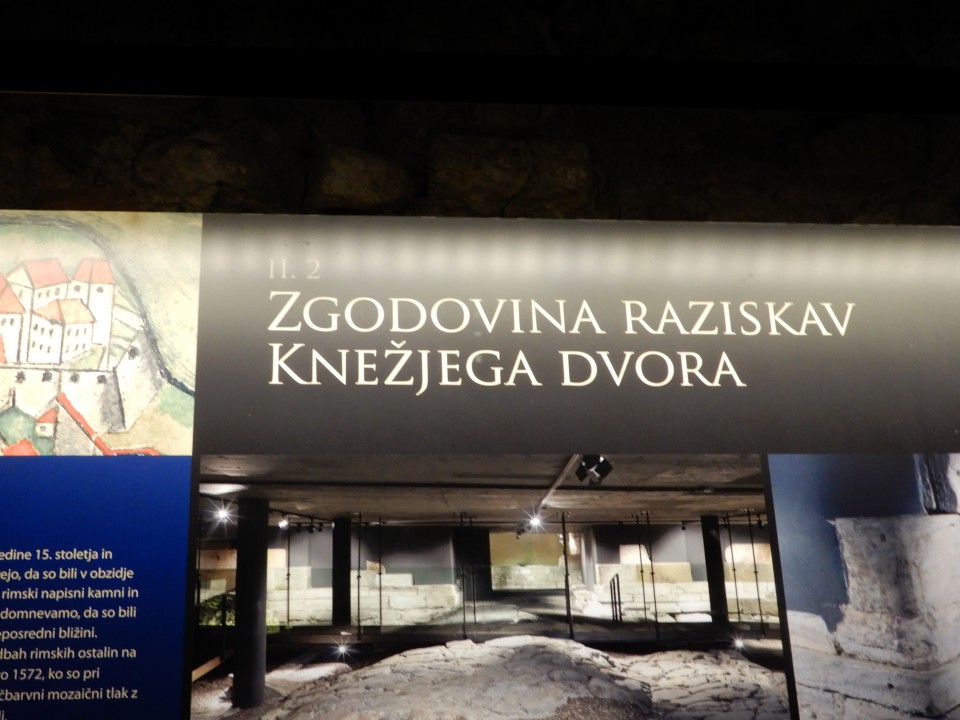 II. 2
ZGODOVINA RAZISKAV
KNEŽJEGA DVORA
edine 15. stoletja in
ejo, da so bili v obzidje
rimski napisni kamni in
domnevamo, da so bili
eposredni bližini.
dbah rimskih ostalin na
o 1572, ko so pri
čbarvni mozaični tlak z